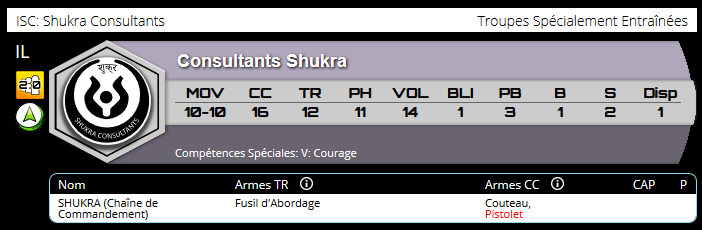 ISC: Shukra Consultants Troupes Spécialement Entraînées
IL
शुक्र
SHUKRA CONSULTANTS
Consultants Shukra
MOV CC TR PH VOL BLI PB B S Disp
10-10 16 12 11 14 1 3 1 2 1
Compétences Spéciales: V: Courage
Nom Armes TR Armes CC CAP P
SHUKRA (Chaîne de Fusil d'Abordage Couteau,
Commandement) Pistolet